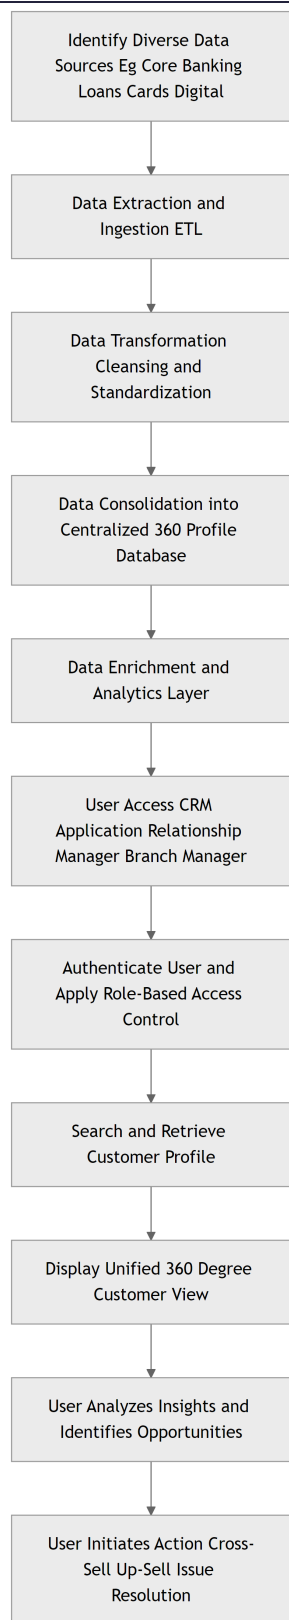 Identify Diverse Data
Sources Eg Core Banking
Loans Cards Digital
Data Extraction and
Ingestion ETL
Data Transformation
Cleansing and
Standardization
Data Consolidation into
Centralized 360 Profile
Database
Data Enrichment and
Analytics Layer
User Access CRM
Application Relationship
Manager Branch Manager
Authenticate User and
Apply Role-Based Access
Control
Search and Retrieve
Customer Profile
Display Unified 360 Degree
Customer View
User Analyzes Insights and
Identifies Opportunities
User Initiates Action Cross-
Sell Up-Sell Issue
Resolution